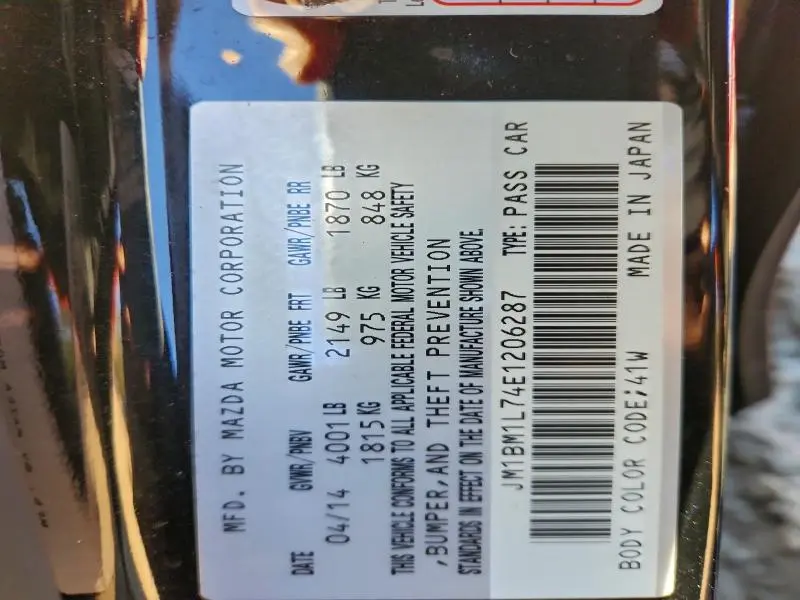 MFD. BY MAZDA MOTOR CORPORATION
DATE GVWR/PNBV GAWR/PNBE FRT GAWR/PNBE RR
04/14 4001 LB 2149 LB 1870 LB
1815 KG 975 KG 848 KG
THIS VEHICLE CONFORMS TO ALL APPLICABLE FEDERAL MOTOR VEHICLE SAFETY
,BUMPER,AND THEFT PREVENTION
STANDARDS IN EFFECT ON THE DATE OF MANUFACTURE SHOWN ABOVE.
JM1BM1L74E1206287 TYPE: PASS CAR
BODY COLOR CODE;41W MADE IN JAPAN